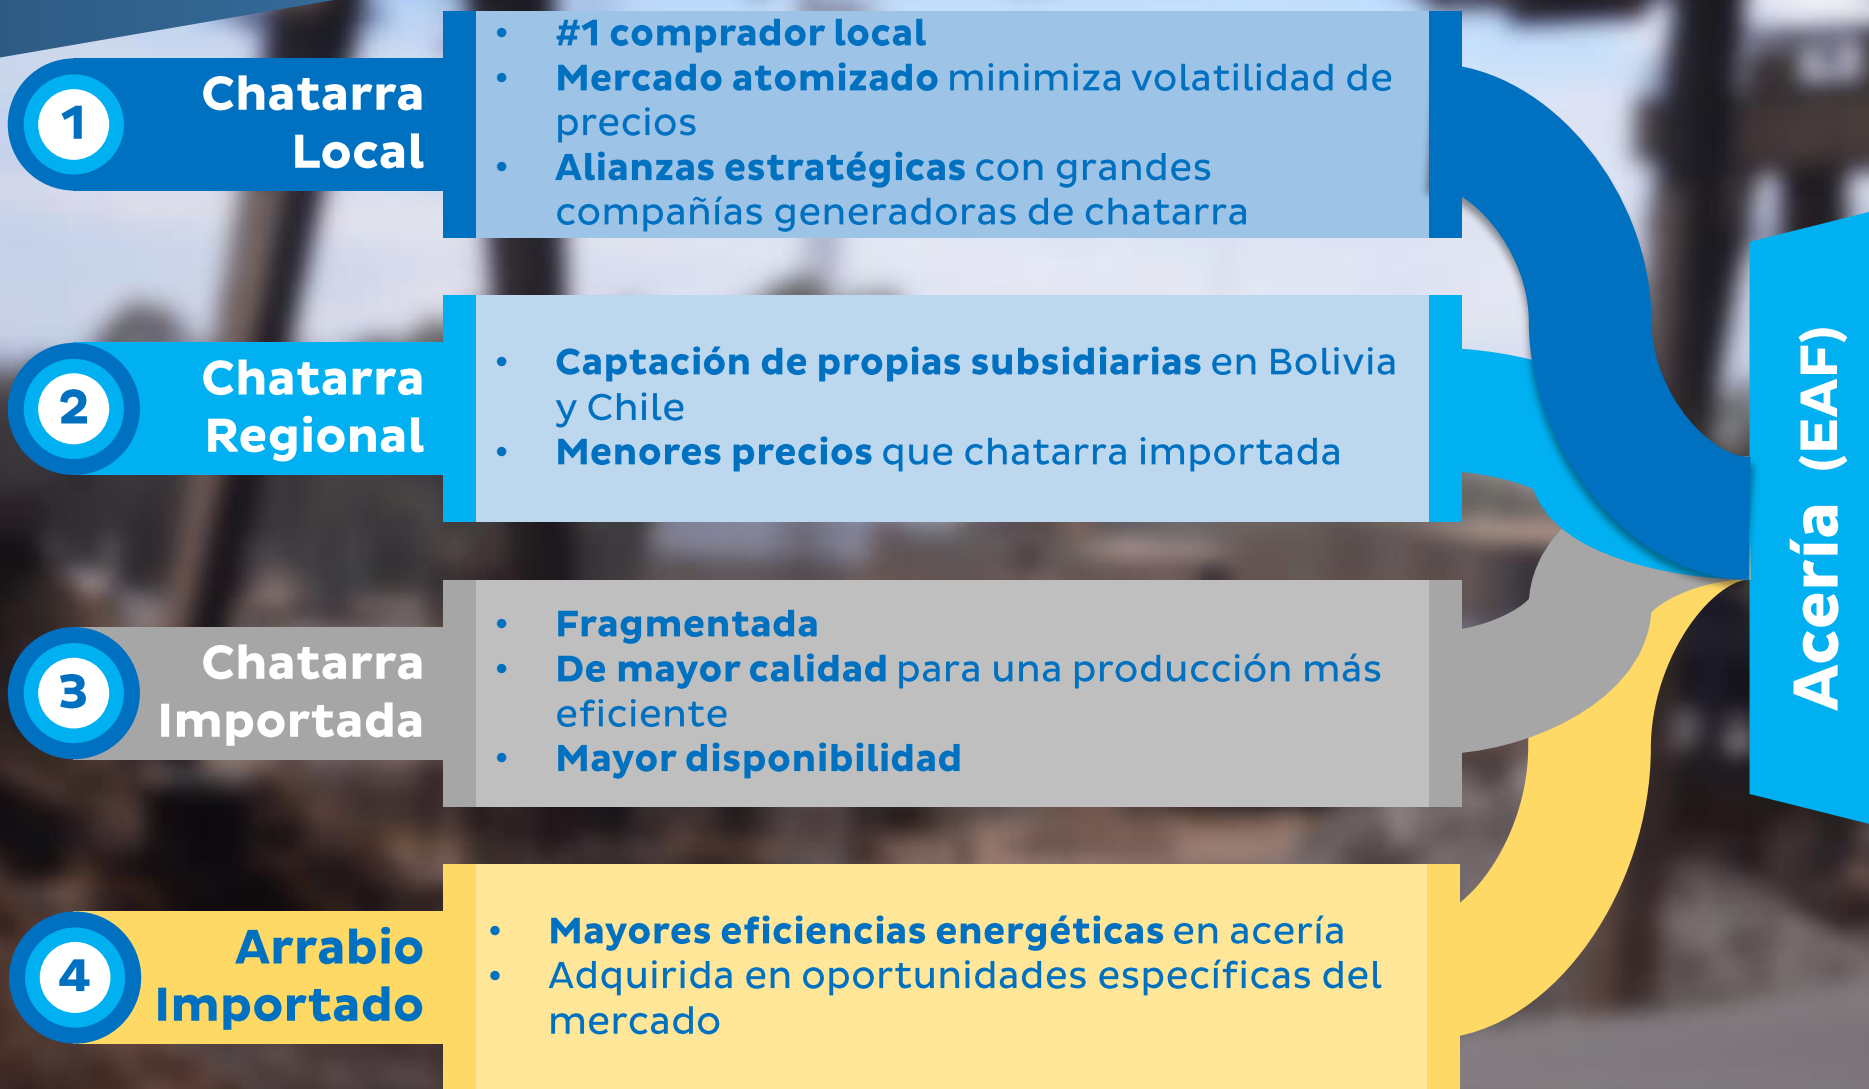 1
Chatarra
Local
• #1 comprador local
• Mercado atomizado minimiza volatilidad de
precios
• Alianzas estratégicas con grandes
compañías generadoras de chatarra
2
Chatarra
Regional
• Captación de propias subsidiarias en Bolivia
y Chile
• Menores precios que chatarra importada
3
Chatarra
Importada
• Fragmentada
• De mayor calidad para una producción más
eficiente
• Mayor disponibilidad
4
Arrabio
Importado
• Mayores eficiencias energéticas en acería
• Adquirida en oportunidades específicas del
mercado
Acería (EAF)